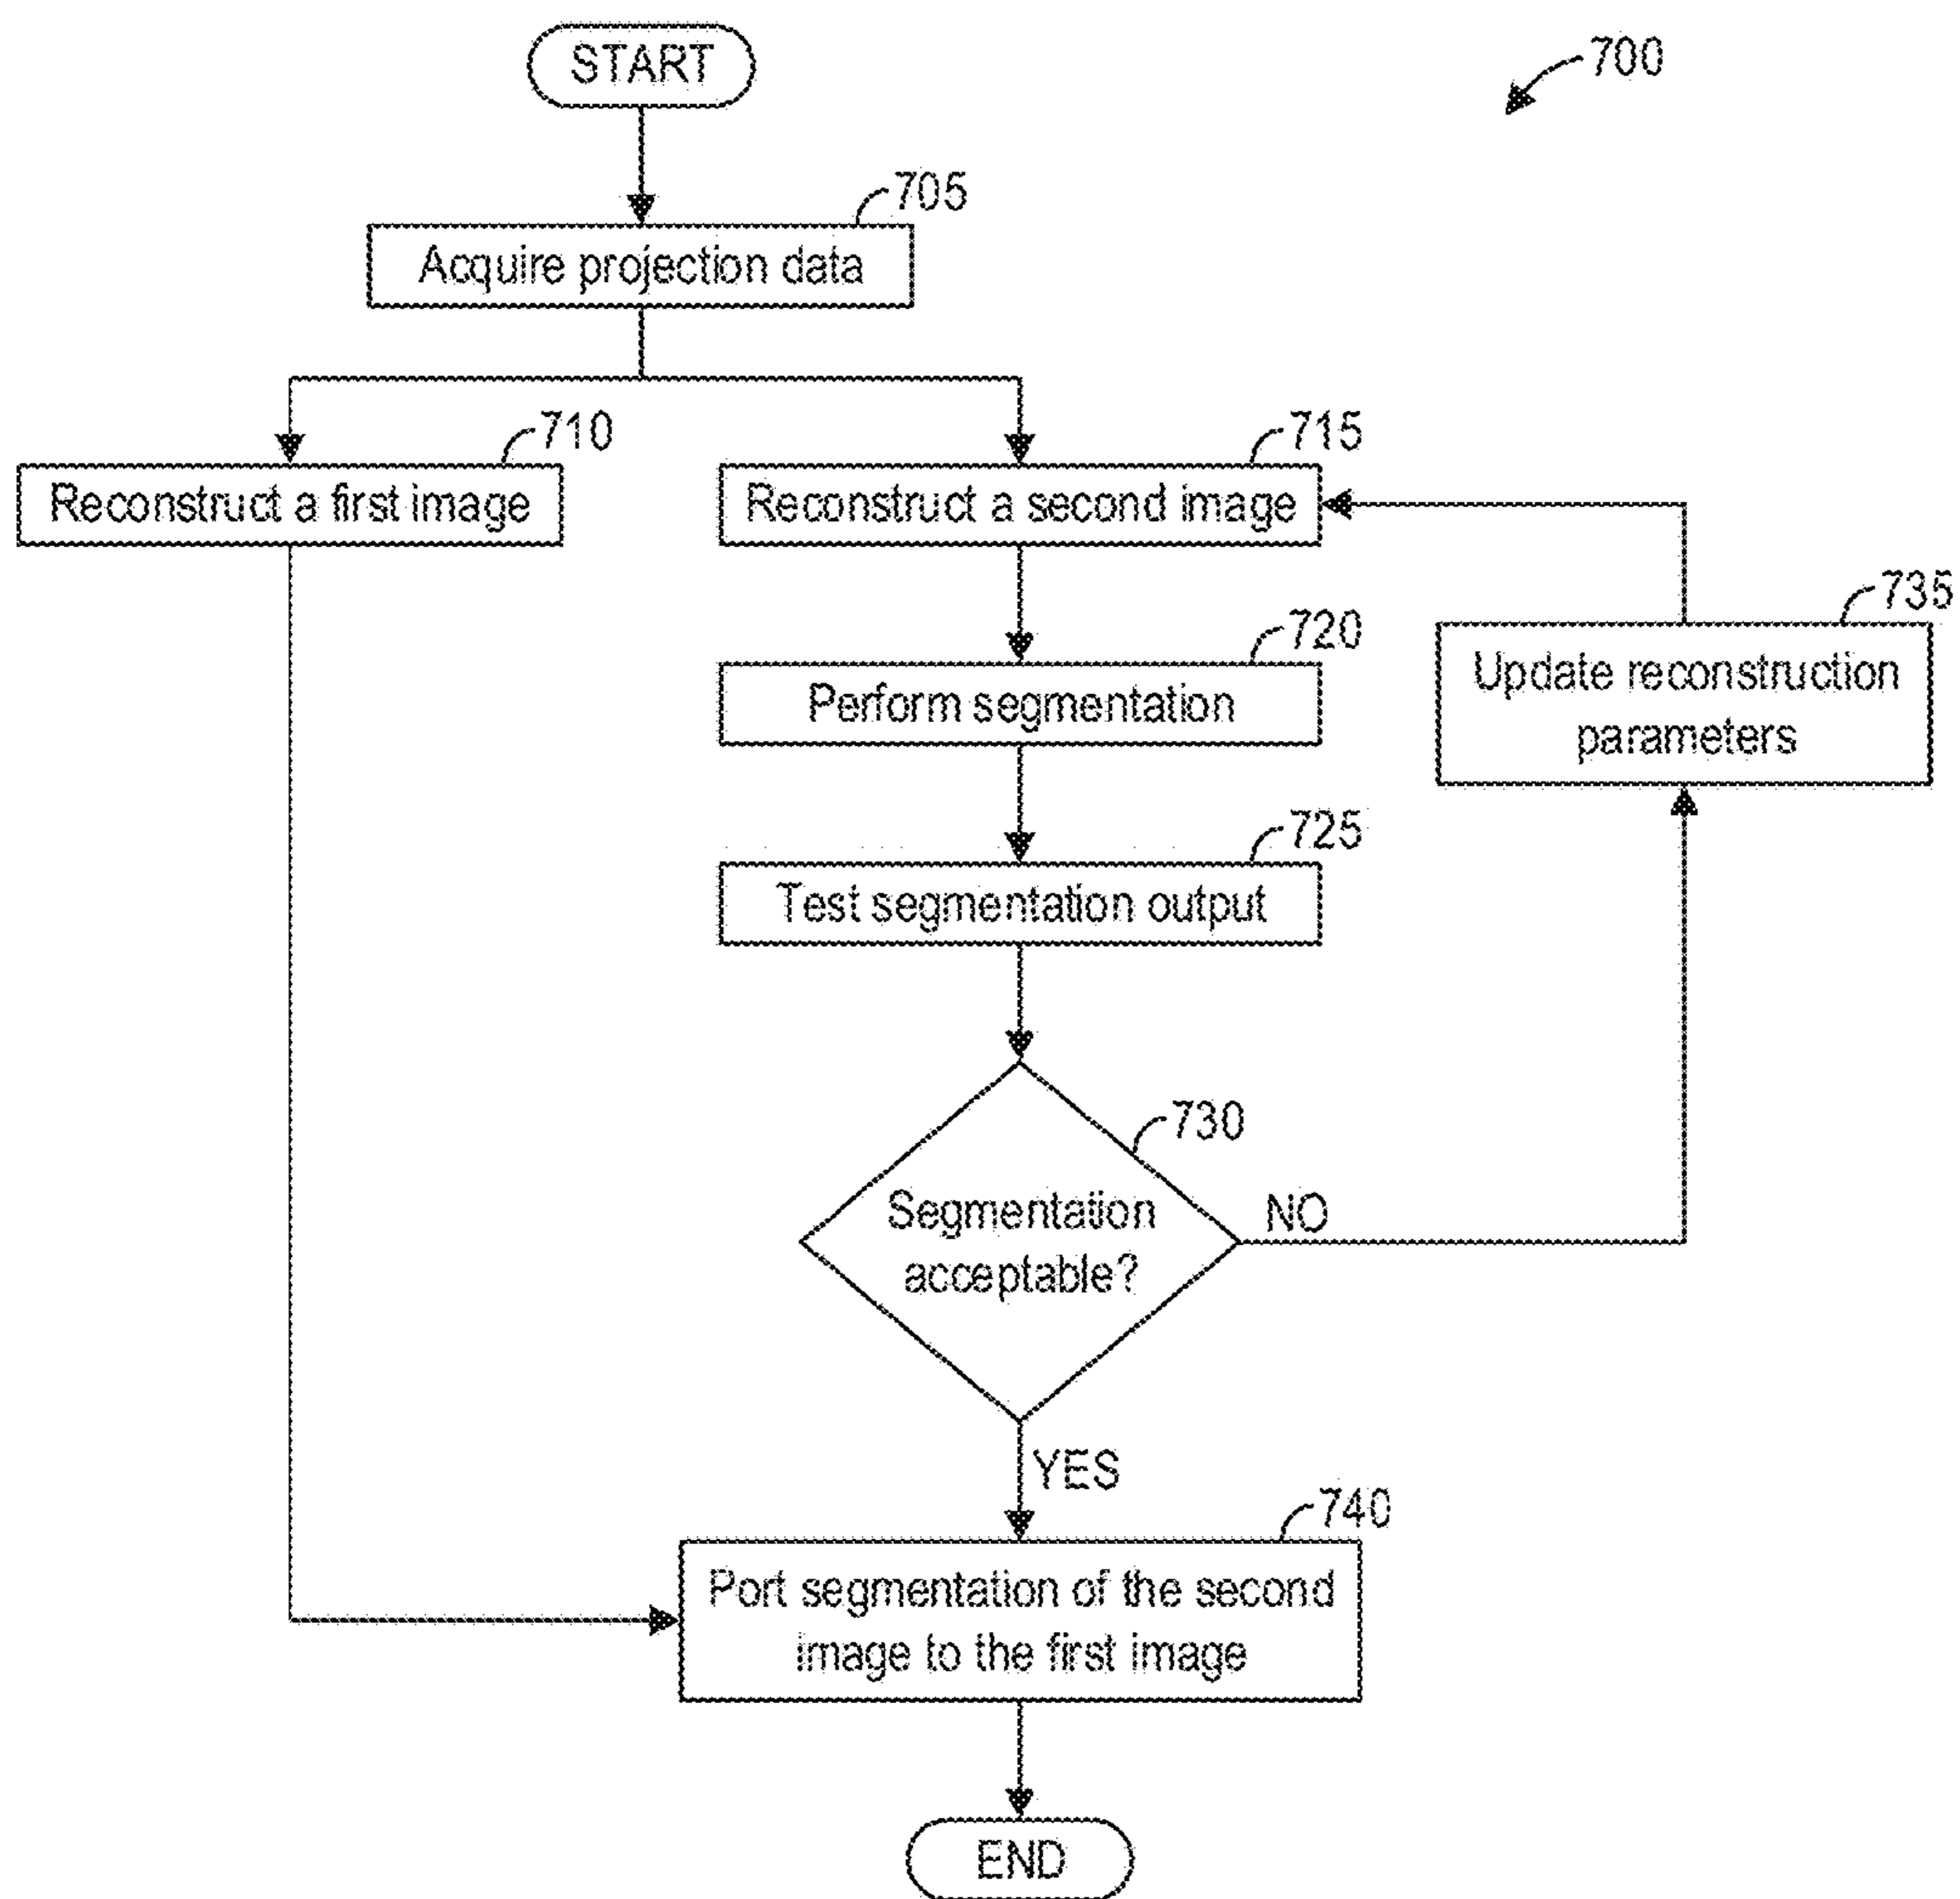 START
700
705
Acquire projection data
710
715
Reconstruct a first image
Reconstruct a second image
735
720
Update reconstruction
parameters
Perform segmentation
725
Test segmentation output
730
Segmentation
acceptable?
NO
YES
740
Port segmentation of the second
image to the first image
END